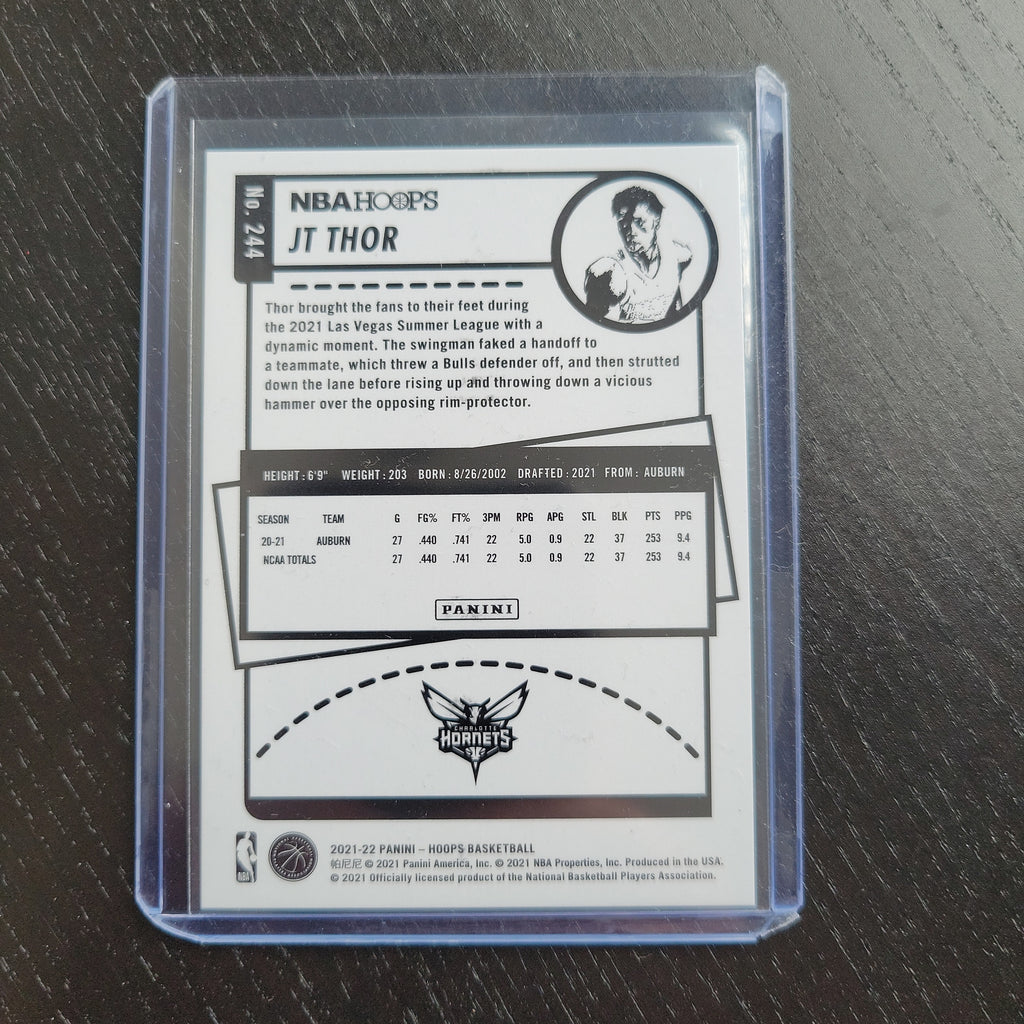 No. 244
NBA HOOPS
JT THOR
Thor brought the fans to their feet during
the 2021 Las Vegas Summer League with a
dynamic moment. The swingman faked a handoff to
a teammate, which threw a Bulls defender off, and then strutted
down the lane before rising up and throwing down a vicious
hammer over the opposing rim-protector.
HEIGHT: 6'9" WEIGHT: 203 BORN: 8/26/2002 DRAFTED: 2021 FROM: AUBURN
SEASON TEAM G FG% FT% 3PM RPG APG STL BLK PTS PPG
20-21 AUBURN 27 .440 .741 22 5.0 0.9 22 37 253 9.4
NCAA TOTALS 27 .440 .741 22 5.0 0.9 22 37 253 9.4
PANINI
CHARLOTTE
HORNETS
NBA
2021-22 PANINI – HOOPS BASKETBALL
帕尼尼 © 2021 Panini America, Inc. © 2021 NBA Properties, Inc. Produced in the USA.
© 2021 Officially licensed product of the National Basketball Players Association.